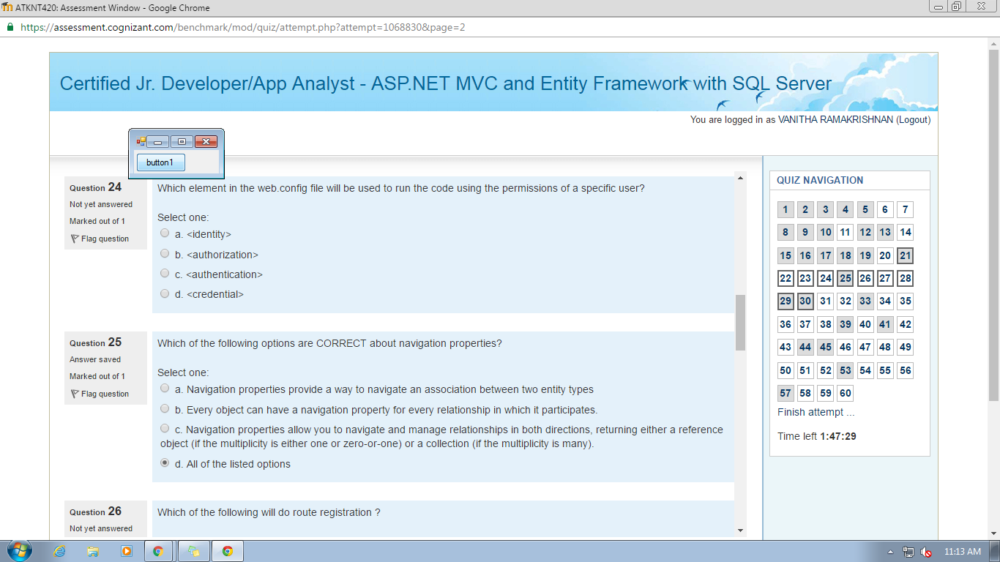 ATKNT420: Assessment Window - Google Chrome
https://assessment.cognizant.com/benchmark/mod/quiz/attempt.php?attempt=1068830&page=2
Certified Jr. Developer/App Analyst - ASP.NET MVC and Entity Framework with SQL Server
You are logged in as VANITHA RAMAKRISHNAN (Logout)
button1
Question 24
Not yet answered
Marked out of 1
Flag question
Which element in the web.config file will be used to run the code using the permissions of a specific user?
Select one:
a. <identity>
b. <authorization>
c. <authentication>
d. <credential>
Question 25
Answer saved
Marked out of 1
Flag question
Which of the following options are CORRECT about navigation properties?
Select one:
a. Navigation properties provide a way to navigate an association between two entity types
b. Every object can have a navigation property for every relationship in which it participates.
c. Navigation properties allow you to navigate and manage relationships in both directions, returning either a reference
object (if the multiplicity is either one or zero-or-one) or a collection (if the multiplicity is many).
d. All of the listed options
Question 26
Not yet answered
Which of the following will do route registration ?
QUIZ NAVIGATION
1 2 3 4 5 6 7
8 9 10 11 12 13 14
15 16 17 18 19 20 21
22 23 24 25 26 27 28
29 30 31 32 33 34 35
36 37 38 39 40 41 42
43 44 45 46 47 48 49
50 51 52 53 54 55 56
57 58 59 60
Finish attempt ...
Time left 1:47:29
11:13 AM